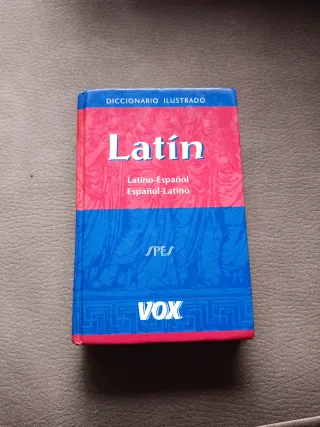 DICCIONARIO ILUSTRADO
Latín
Latino-Español
Español-Latino
SPES
VOX